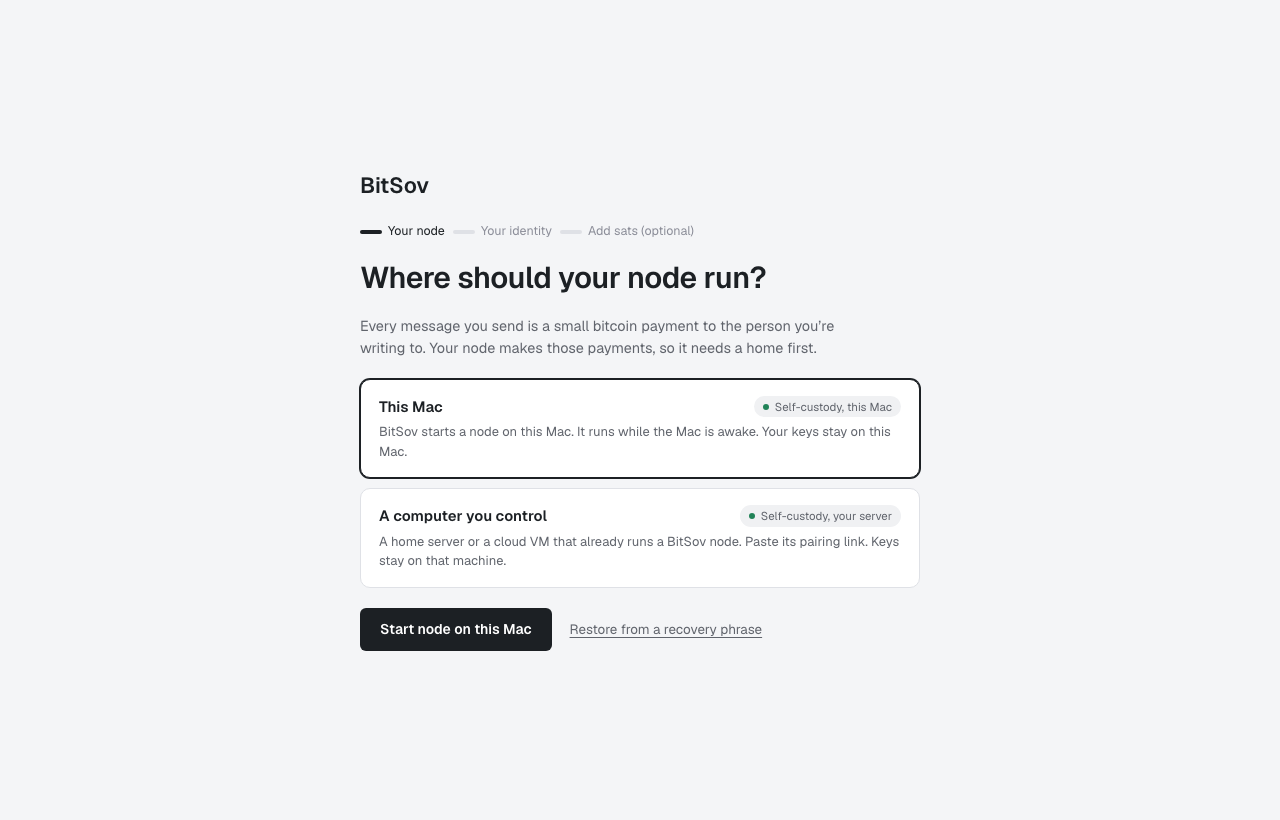 BitSov
Your node
Your identity
Add sats (optional)
Where should your node run?
Every message you send is a small bitcoin payment to the person you're
writing to. Your node makes those payments, so it needs a home first.
This Mac
Self-custody, this Mac
BitSov starts a node on this Mac. It runs while the Mac is awake. Your keys stay on this
Mac.
A computer you control
Self-custody, your server
A home server or a cloud VM that already runs a BitSov node. Paste its pairing link. Keys
stay on that machine.
Start node on this Mac
Restore from a recovery phrase